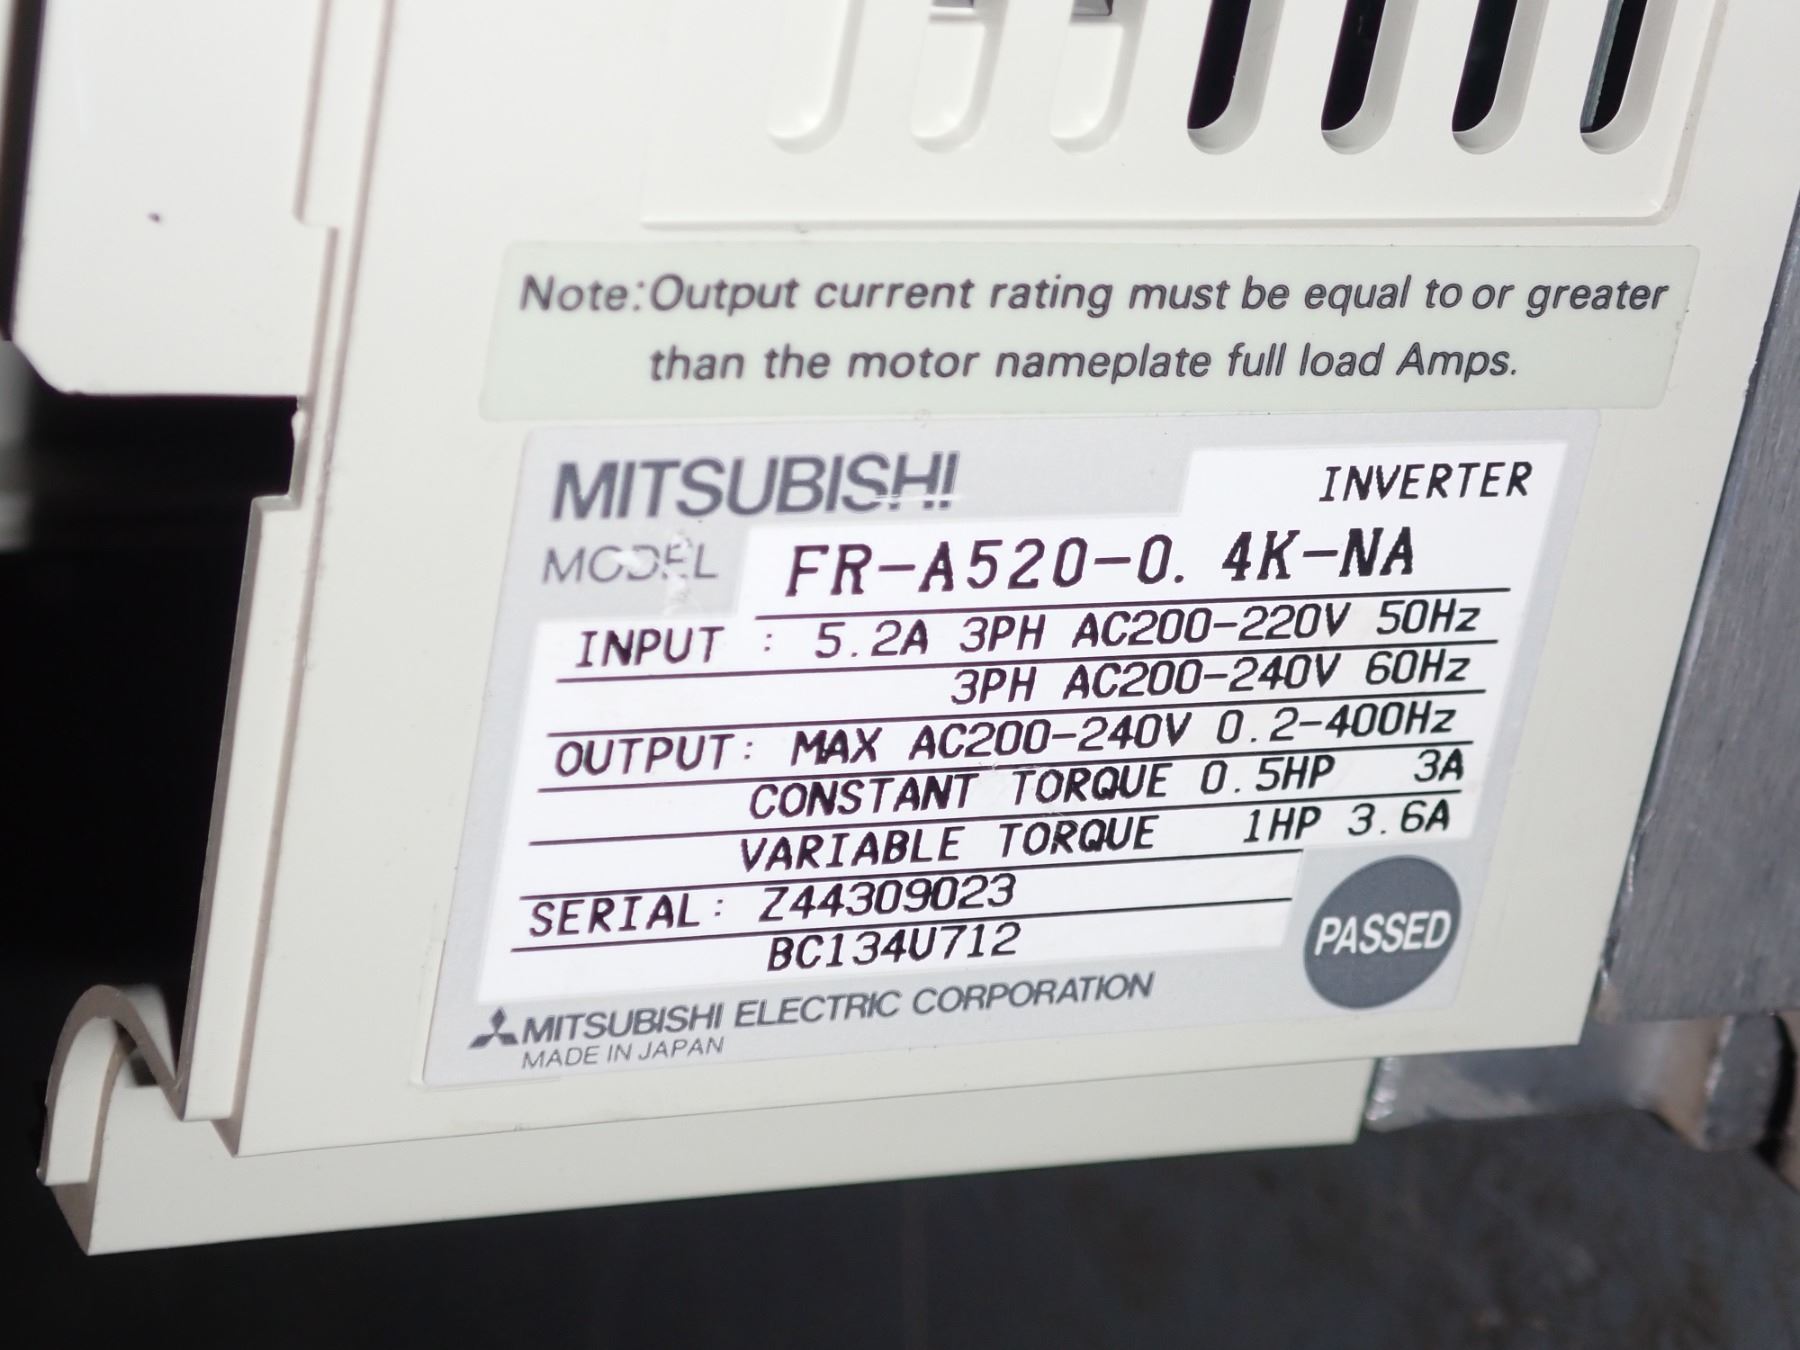 Note:Output current rating must be equal to or greater
than the motor nameplate full load Amps.
MITSUBISHI INVERTER
MODEL FR-A520-0.4K-NA
INPUT : 5.2A 3PH AC200-220V 50Hz
3PH AC200-240V 60Hz
OUTPUT: MAX AC200-240V 0.2-400Hz
CONSTANT TORQUE 0.5HP 3A
VARIABLE TORQUE 1HP 3.6A
SERIAL: Z44309023
BC134U712
PASSED
MITSUBISHI ELECTRIC CORPORATION
MADE IN JAPAN